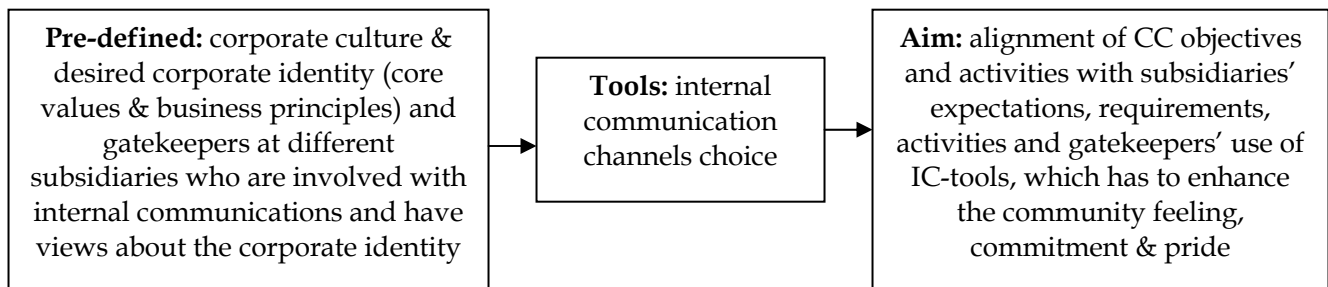 Pre-defined: corporate culture &
desired corporate identity (core
values & business principles) and
gatekeepers at different
subsidiaries who are involved with
internal communications and have
views about the corporate identity
Tools: internal
communication
channels choice
Aim: alignment of CC objectives
and activities with subsidiaries’
expectations, requirements,
activities and gatekeepers’ use of
IC-tools, which has to enhance
the community feeling,
commitment & pride